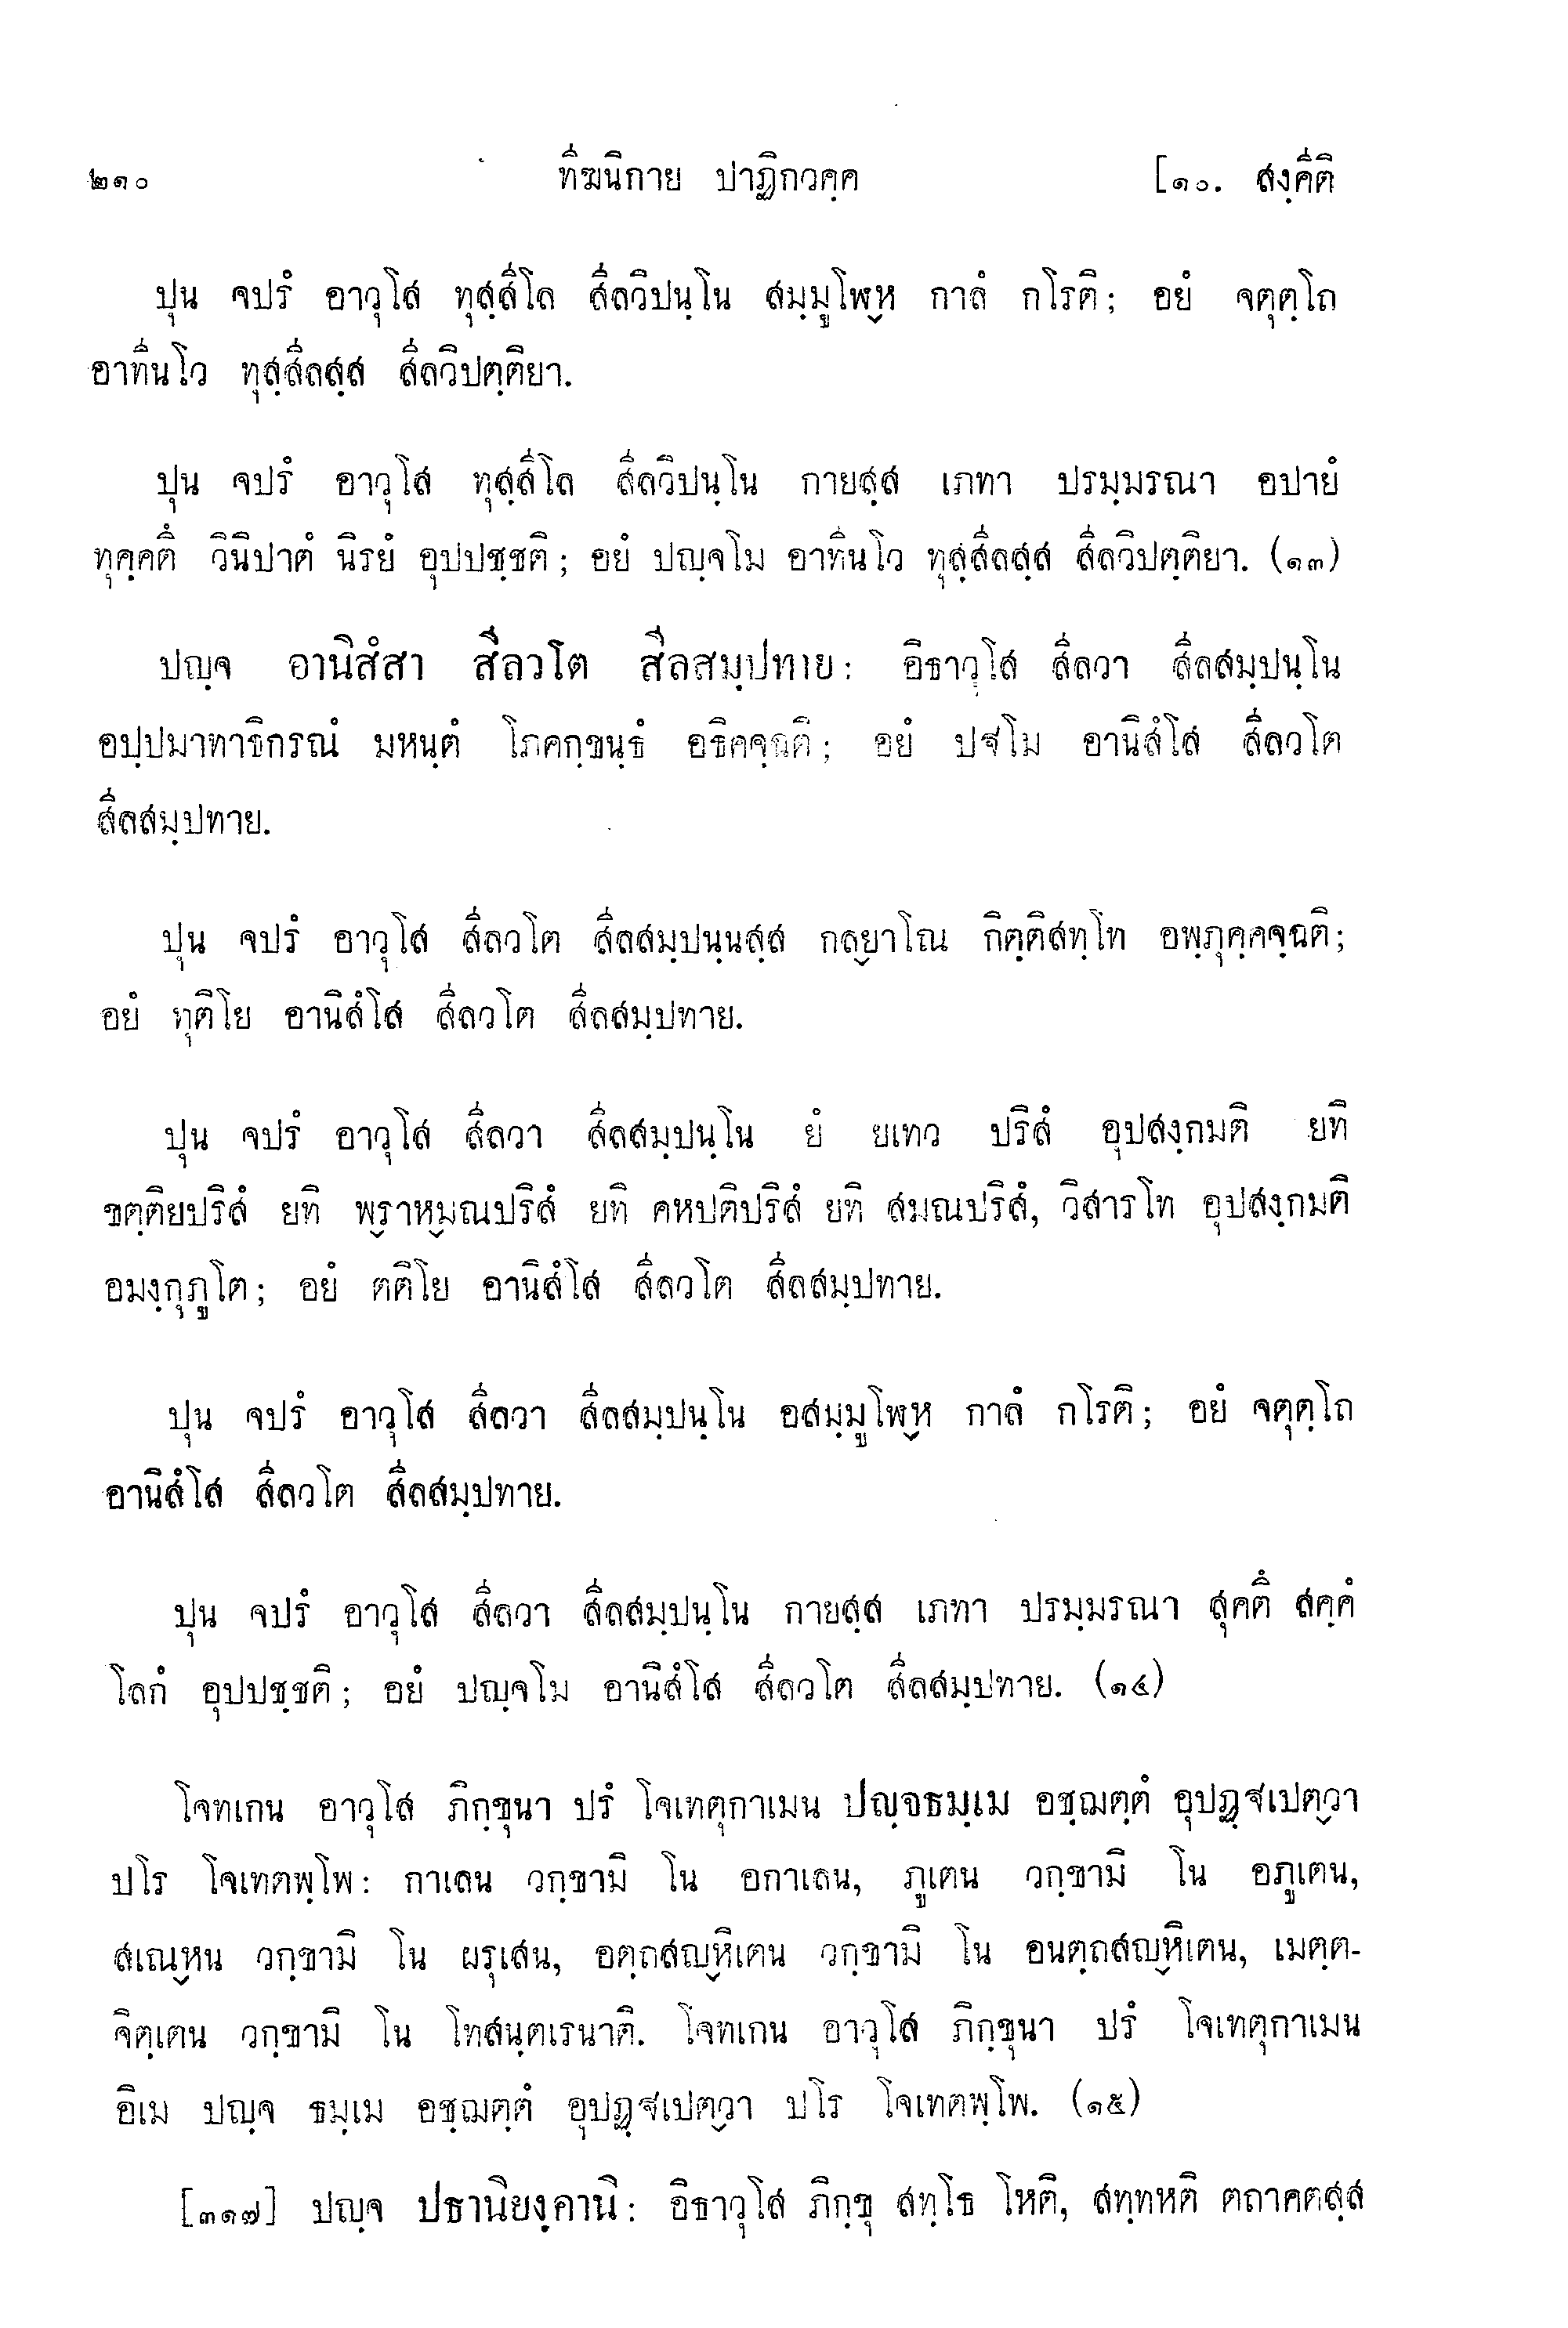 ๒๑๐ ทีฆนิกาย ปาฏิกวคฺค [๑๐. สงฺคีติ
ปุน จปรํ อาวุโส ทุสฺสีโล สีลวิปนฺโน สมฺมูโฬฺห กาลํ กโรติ; อยํ จตุตฺโถ
อาทีนโว ทุสฺสีลสฺส สีลวิปตฺติยา.
ปุน จปรํ อาวุโส ทุสฺสีโล สีลวิปนฺโน กายสฺส เภทา ปรมฺมรณา อปายํ
ทุคฺคตึ วินิปาตํ นิรยํ อุปปชฺชติ; อยํ ปญฺจโม อาทีนโว ทุสฺสีลสฺส สีลวิปตฺติยา. (๑๓)
ปญฺจ อานิสํสา สีลวโต สีลสมฺปทาย: อิธาวุโส สีลวา สีลสมฺปนฺโน
อปฺปมาทาธิกรณํ มหนฺตํ โภคกฺขนฺธํ อธิคจฺฉติ; อยํ ปฐโม อานิสํโส สีลวโต
สีลสมฺปทาย.
ปุน จปรํ อาวุโส สีลวโต สีลสมฺปนฺนสฺส กลฺยาโณ กิตฺติสทฺโท อพฺภุคฺคจฺฉติ;
อยํ ทุติโย อานิสํโส สีลวโต สีลสมฺปทาย.
ปุน จปรํ อาวุโส สีลวา สีลสมฺปนฺโน ยํ ยเทว ปริสํ อุปสงฺกมติ ยทิ
ขตฺติยปริสํ ยทิ พฺราหฺมณปริสํ ยทิ คหปติปริสํ ยทิ สมณปริสํ, วิสารโท อุปสงฺกมติ
อมงฺกุภูโต; อยํ ตติโย อานิสํโส สีลวโต สีลสมฺปทาย.
ปุน จปรํ อาวุโส สีลวา สีลสมฺปนฺโน อสมฺมูโฬฺห กาลํ กโรติ; อยํ จตุตฺโถ
อานิสํโส สีลวโต สีลสมฺปทาย.
ปุน จปรํ อาวุโส สีลวา สีลสมฺปนฺโน กายสฺส เภทา ปรมฺมรณา สุคตึ สคฺคํ
โลกํ อุปปชฺชติ; อยํ ปญฺจโม อานิสํโส สีลวโต สีลสมฺปทาย. (๑๔)
โจทเกน อาวุโส ภิกฺขุนา ปรํ โจเทตุกาเมน ปญฺจธมฺเม อชฺฌตฺตํ อุปฏฺฐเปตฺวา
ปโร โจเทตพฺโพ: กาเลน วกฺขามิ โน อกาเลน, ภูเตน วกฺขามิ โน อภูเตน,
สเณฺหน วกฺขามิ โน ผรุเสน, อตฺถสญฺหิเตน วกฺขามิ โน อนตฺถสญฺหิเตน, เมตฺต-
จิตฺเตน วกฺขามิ โน โทสนฺตเรนาติ. โจทเกน อาวุโส ภิกฺขุนา ปรํ โจเทตุกาเมน
อิเม ปญฺจ ธมฺเม อชฺฌตฺตํ อุปฏฺฐเปตฺวา ปโร โจเทตพฺโพ. (๑๕)
[๓๑๗] ปญฺจ ปธานิยงฺคานิ: อิธาวุโส ภิกฺขุ สทฺโธ โหติ, สทฺทหติ ตถาคตสฺส